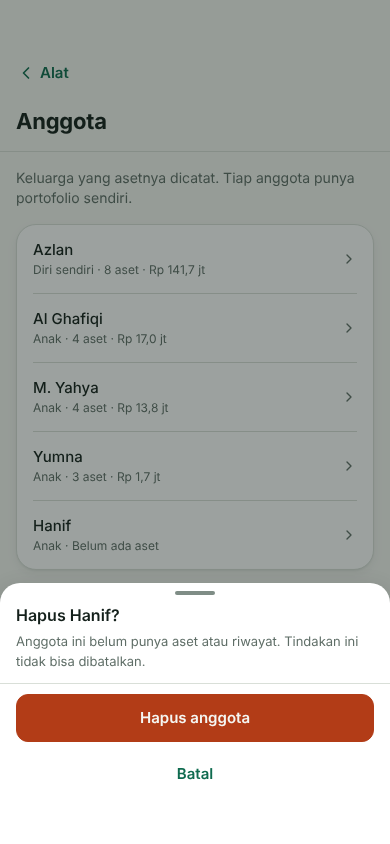 Alat
Anggota
Keluarga yang asetnya dicatat. Tiap anggota punya
portofolio sendiri.
Azlan
Diri sendiri · 8 aset · Rp 141,7 jt
Al Ghafiqi
Anak · 4 aset · Rp 17,0 jt
M. Yahya
Anak · 4 aset · Rp 13,8 jt
Yumna
Anak · 3 aset · Rp 1,7 jt
Hanif
Anak · Belum ada aset
Hapus Hanif?
Anggota ini belum punya aset atau riwayat. Tindakan ini
tidak bisa dibatalkan.
Hapus anggota
Batal